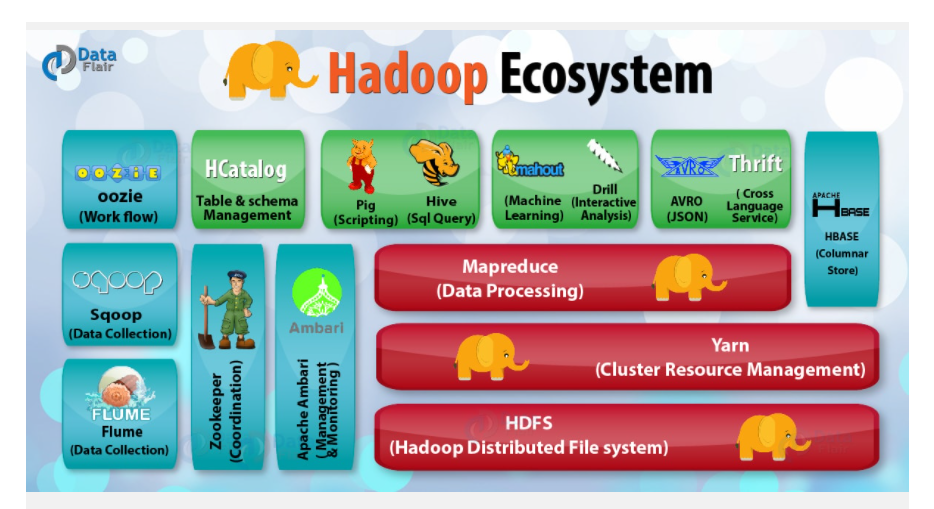 Data
Flair
Hadoop Ecosystem
OOZIE
oozie
(Work flow)
HCatalog
Table & schema
Management
Pig
(Scripting)
Hive
(Sql Query)
mahout
(Machine
Learning)
Drill
(Interactive
Analysis)
AVRO
AVRO
(JSON)
Thrift
( Cross
Language
Service)
APACHE
HBASE
HBASE
(Columnar
Store)
sqoop
Sqoop
(Data Collection)
FLUME
Flume
(Data Collection)
Zookeeper
(Coordination)
Ambari
Apache Ambari
( Management
& Monitoring)
Mapreduce
(Data Processing)
Yarn
(Cluster Resource Management)
HDFS
(Hadoop Distributed File system)